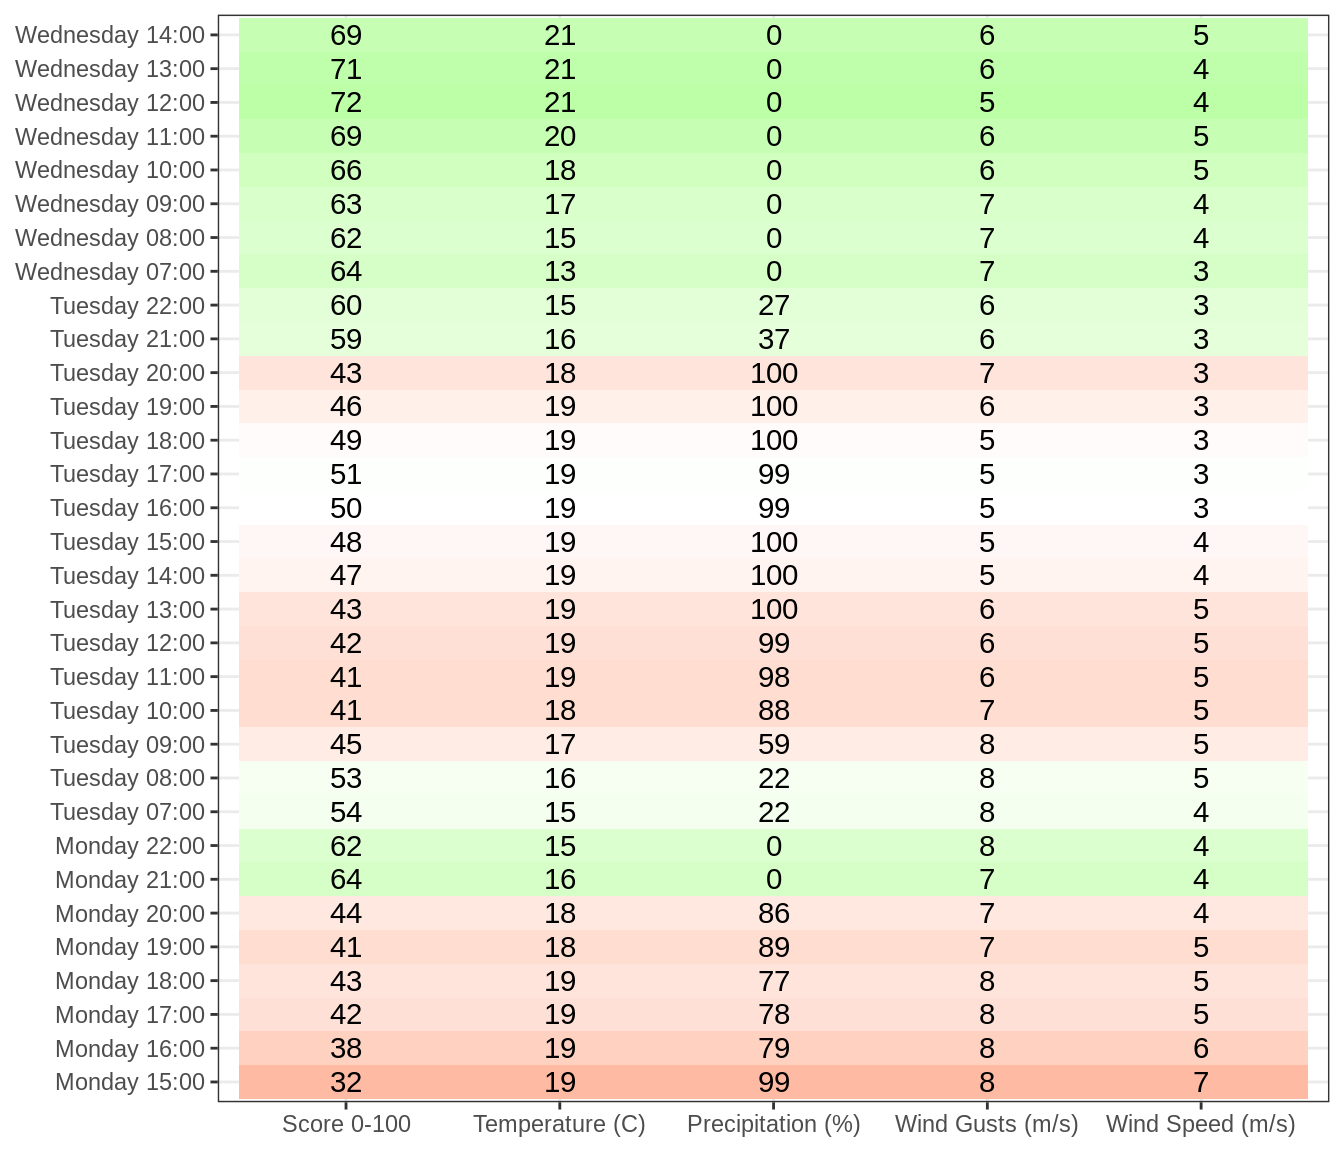 Wednesday 14:00 69 21 0 6 5
Wednesday 13:00 71 21 0 6 4
Wednesday 12:00 72 21 0 5 4
Wednesday 11:00 69 20 0 6 5
Wednesday 10:00 66 18 0 6 5
Wednesday 09:00 63 17 0 7 4
Wednesday 08:00 62 15 0 7 4
Wednesday 07:00 64 13 0 7 3
Tuesday 22:00 60 15 27 6 3
Tuesday 21:00 59 16 37 6 3
Tuesday 20:00 43 18 100 7 3
Tuesday 19:00 46 19 100 6 3
Tuesday 18:00 49 19 100 5 3
Tuesday 17:00 51 19 99 5 3
Tuesday 16:00 50 19 99 5 3
Tuesday 15:00 48 19 100 5 4
Tuesday 14:00 47 19 100 5 4
Tuesday 13:00 43 19 100 6 5
Tuesday 12:00 42 19 99 6 5
Tuesday 11:00 41 19 98 6 5
Tuesday 10:00 41 18 88 7 5
Tuesday 09:00 45 17 59 8 5
Tuesday 08:00 53 16 22 8 5
Tuesday 07:00 54 15 22 8 4
Monday 22:00 62 15 0 8 4
Monday 21:00 64 16 0 7 4
Monday 20:00 44 18 86 7 4
Monday 19:00 41 18 89 7 5
Monday 18:00 43 19 77 8 5
Monday 17:00 42 19 78 8 5
Monday 16:00 38 19 79 8 6
Monday 15:00 32 19 99 8 7
Score 0-100 Temperature (C) Precipitation (%) Wind Gusts (m/s) Wind Speed (m/s)